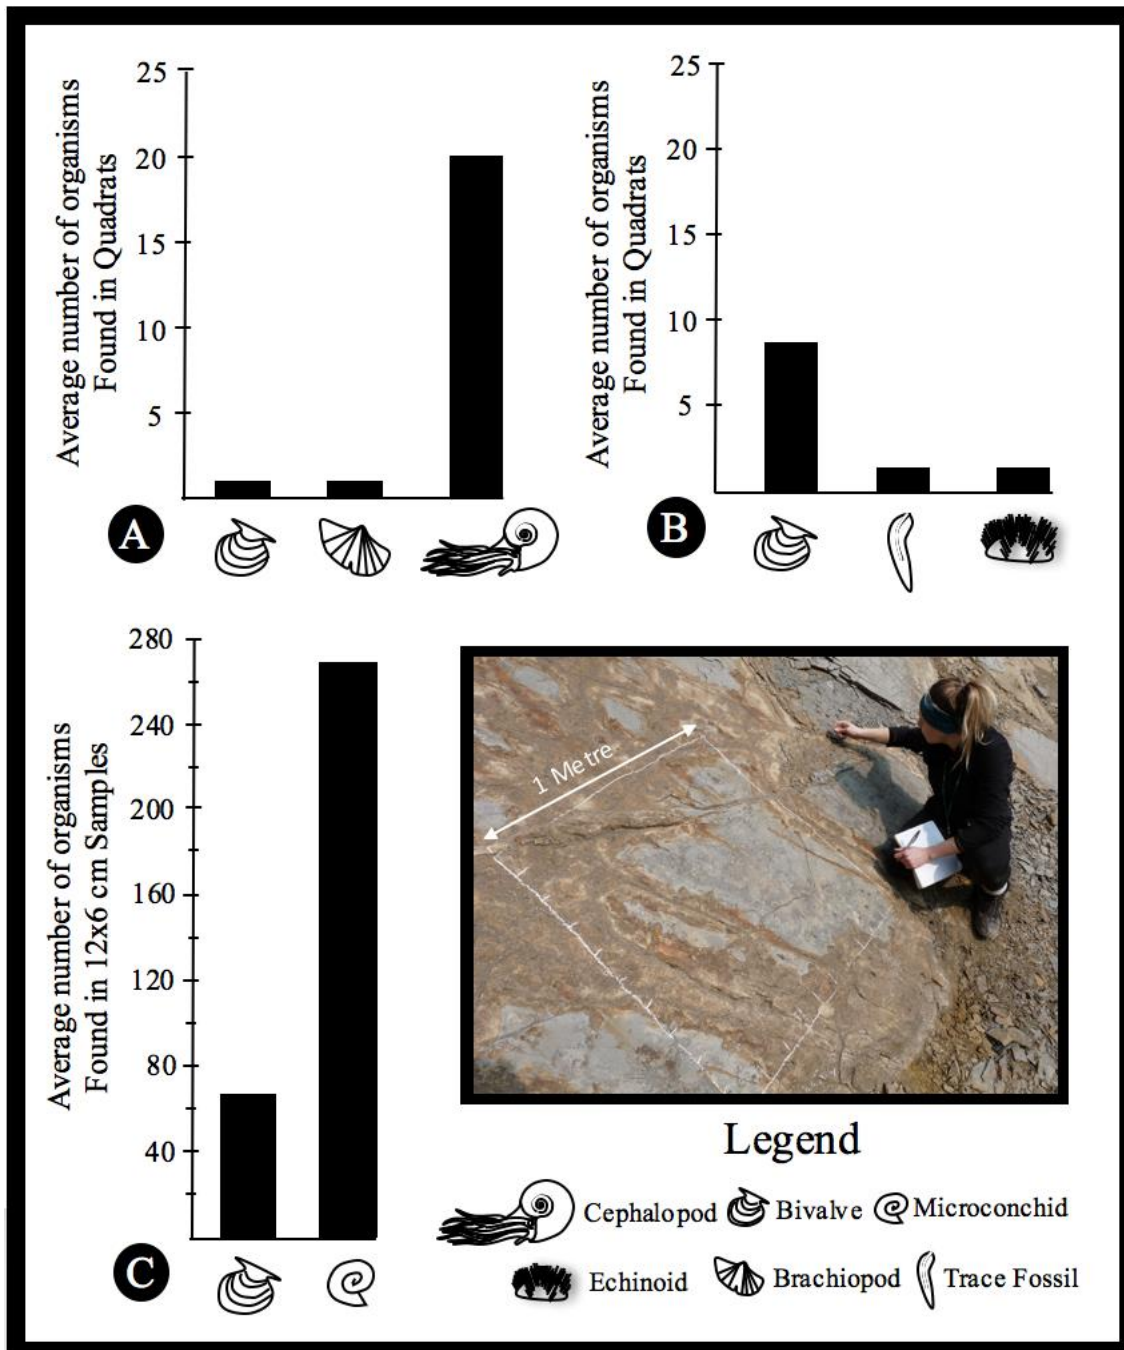 25
20
15
10
5
Average number of organisms
Found in Quadrats
A
25
20
15
10
5
Average number of organisms
Found in Quadrats
B
280
240
200
160
120
80
40
Average number of organisms
Found in 12x6 cm Samples
C
1 Metre
Legend
Cephalopod Bivalve Microconchid
Echinoid Brachiopod Trace Fossil